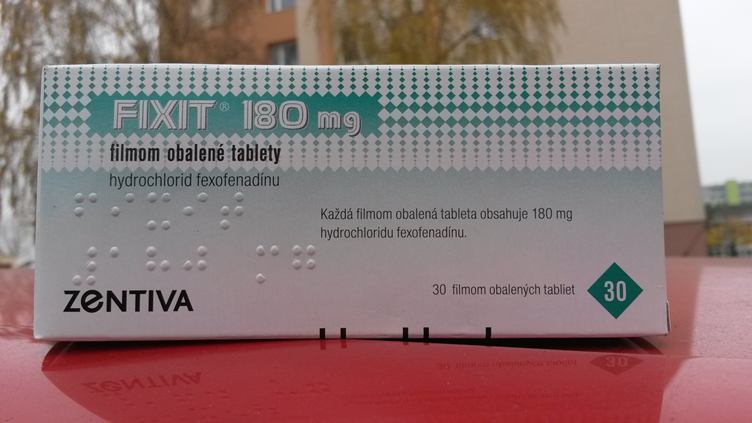 FIXIT® 180 mg
filmom obalené tablety
hydrochlorid fexofenadínu
Každá filmom obalená tableta obsahuje 180 mg
hydrochloridu fexofenadínu.
30 filmom obalených tabliet
30
ZENTIVA